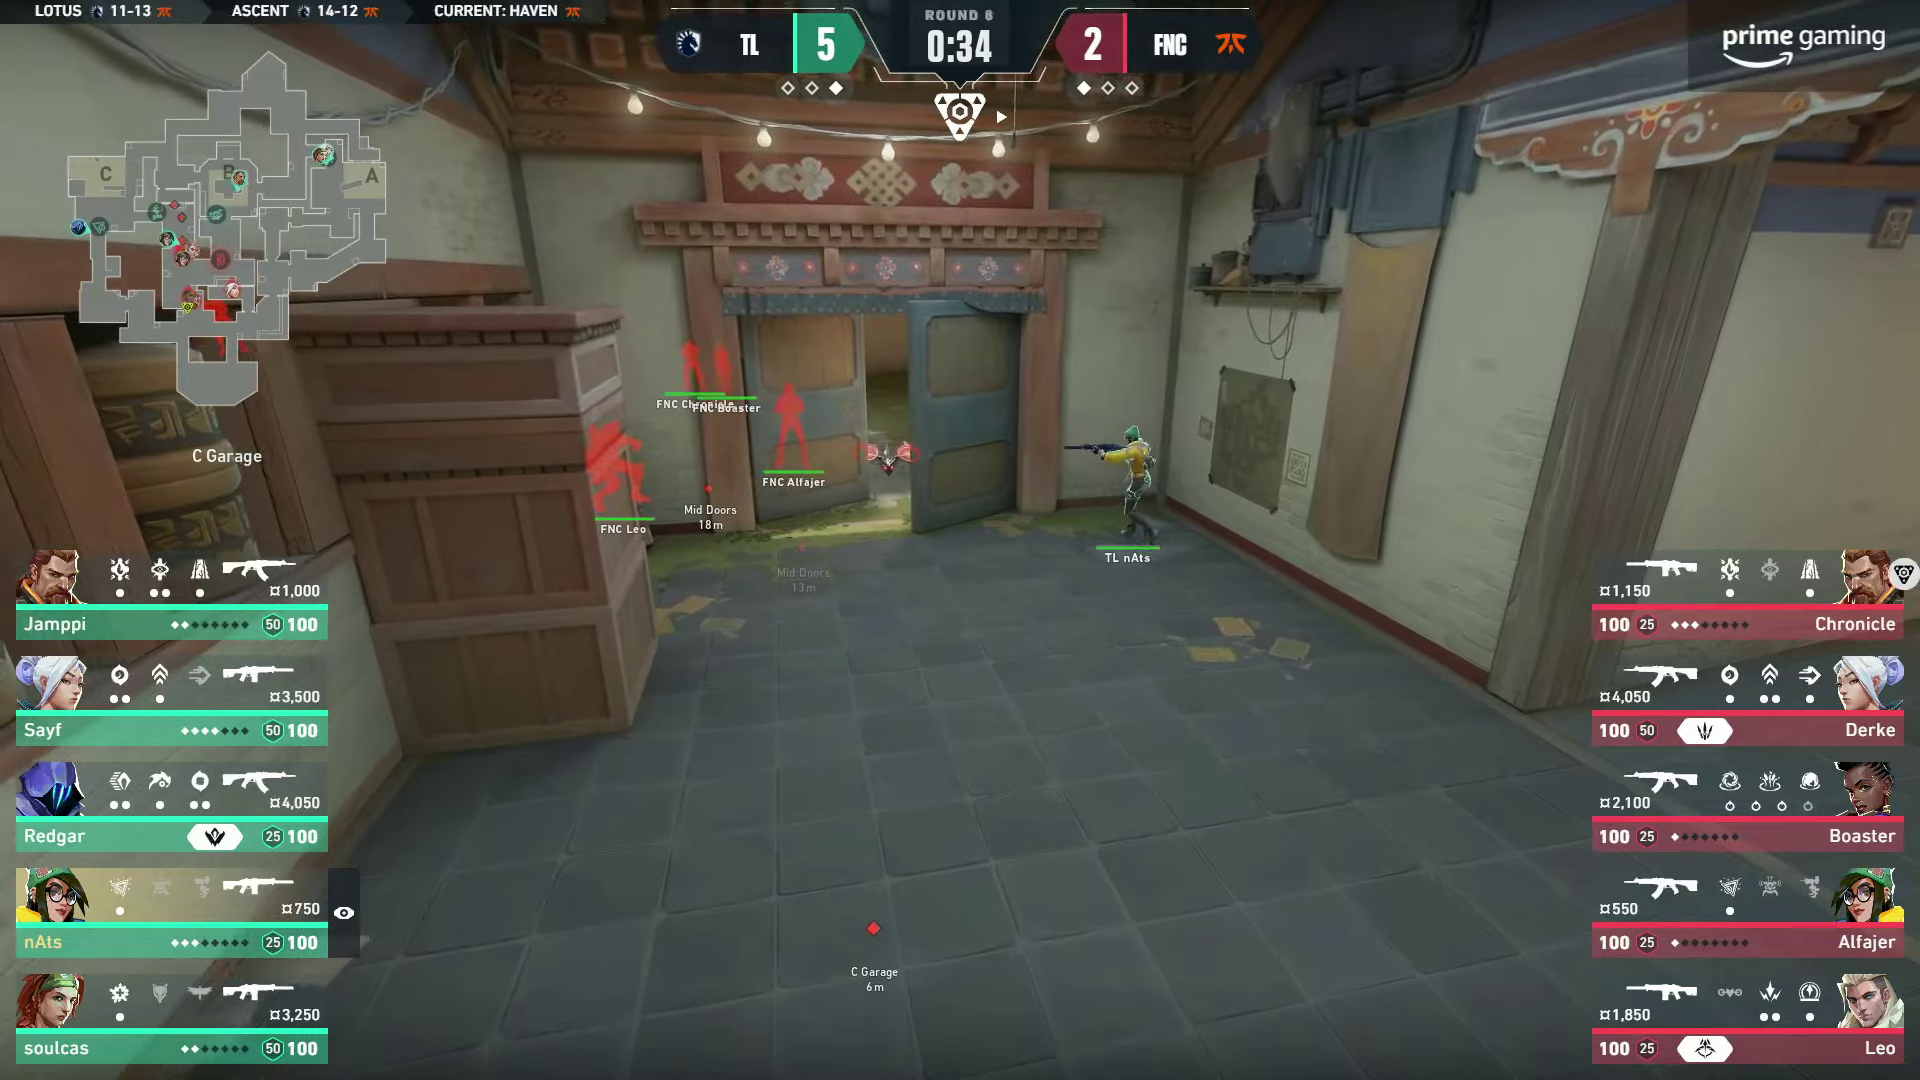 LOTUS 11-13 ASCENT 14-12 CURRENT: HAVEN
TL 5 ROUND 8 0:34 2 FNC
prime gaming
C B A
C Garage
FNC Chronicle
FNC Boaster
FNC Alfajer
FNC Leo
Mid Doors
18m
Mid Doors
13m
TL nAts
C Garage
6m
1,000
Jamppi 50 100
3,500
Sayf 50 100
4,050
Redgar 25 100
750
nAts 25 100
3,250
soulcas 50 100
1,150
100 25 Chronicle
4,050
100 50 Derke
2,100
100 25 Boaster
550
100 25 Alfajer
1,850
100 25 Leo